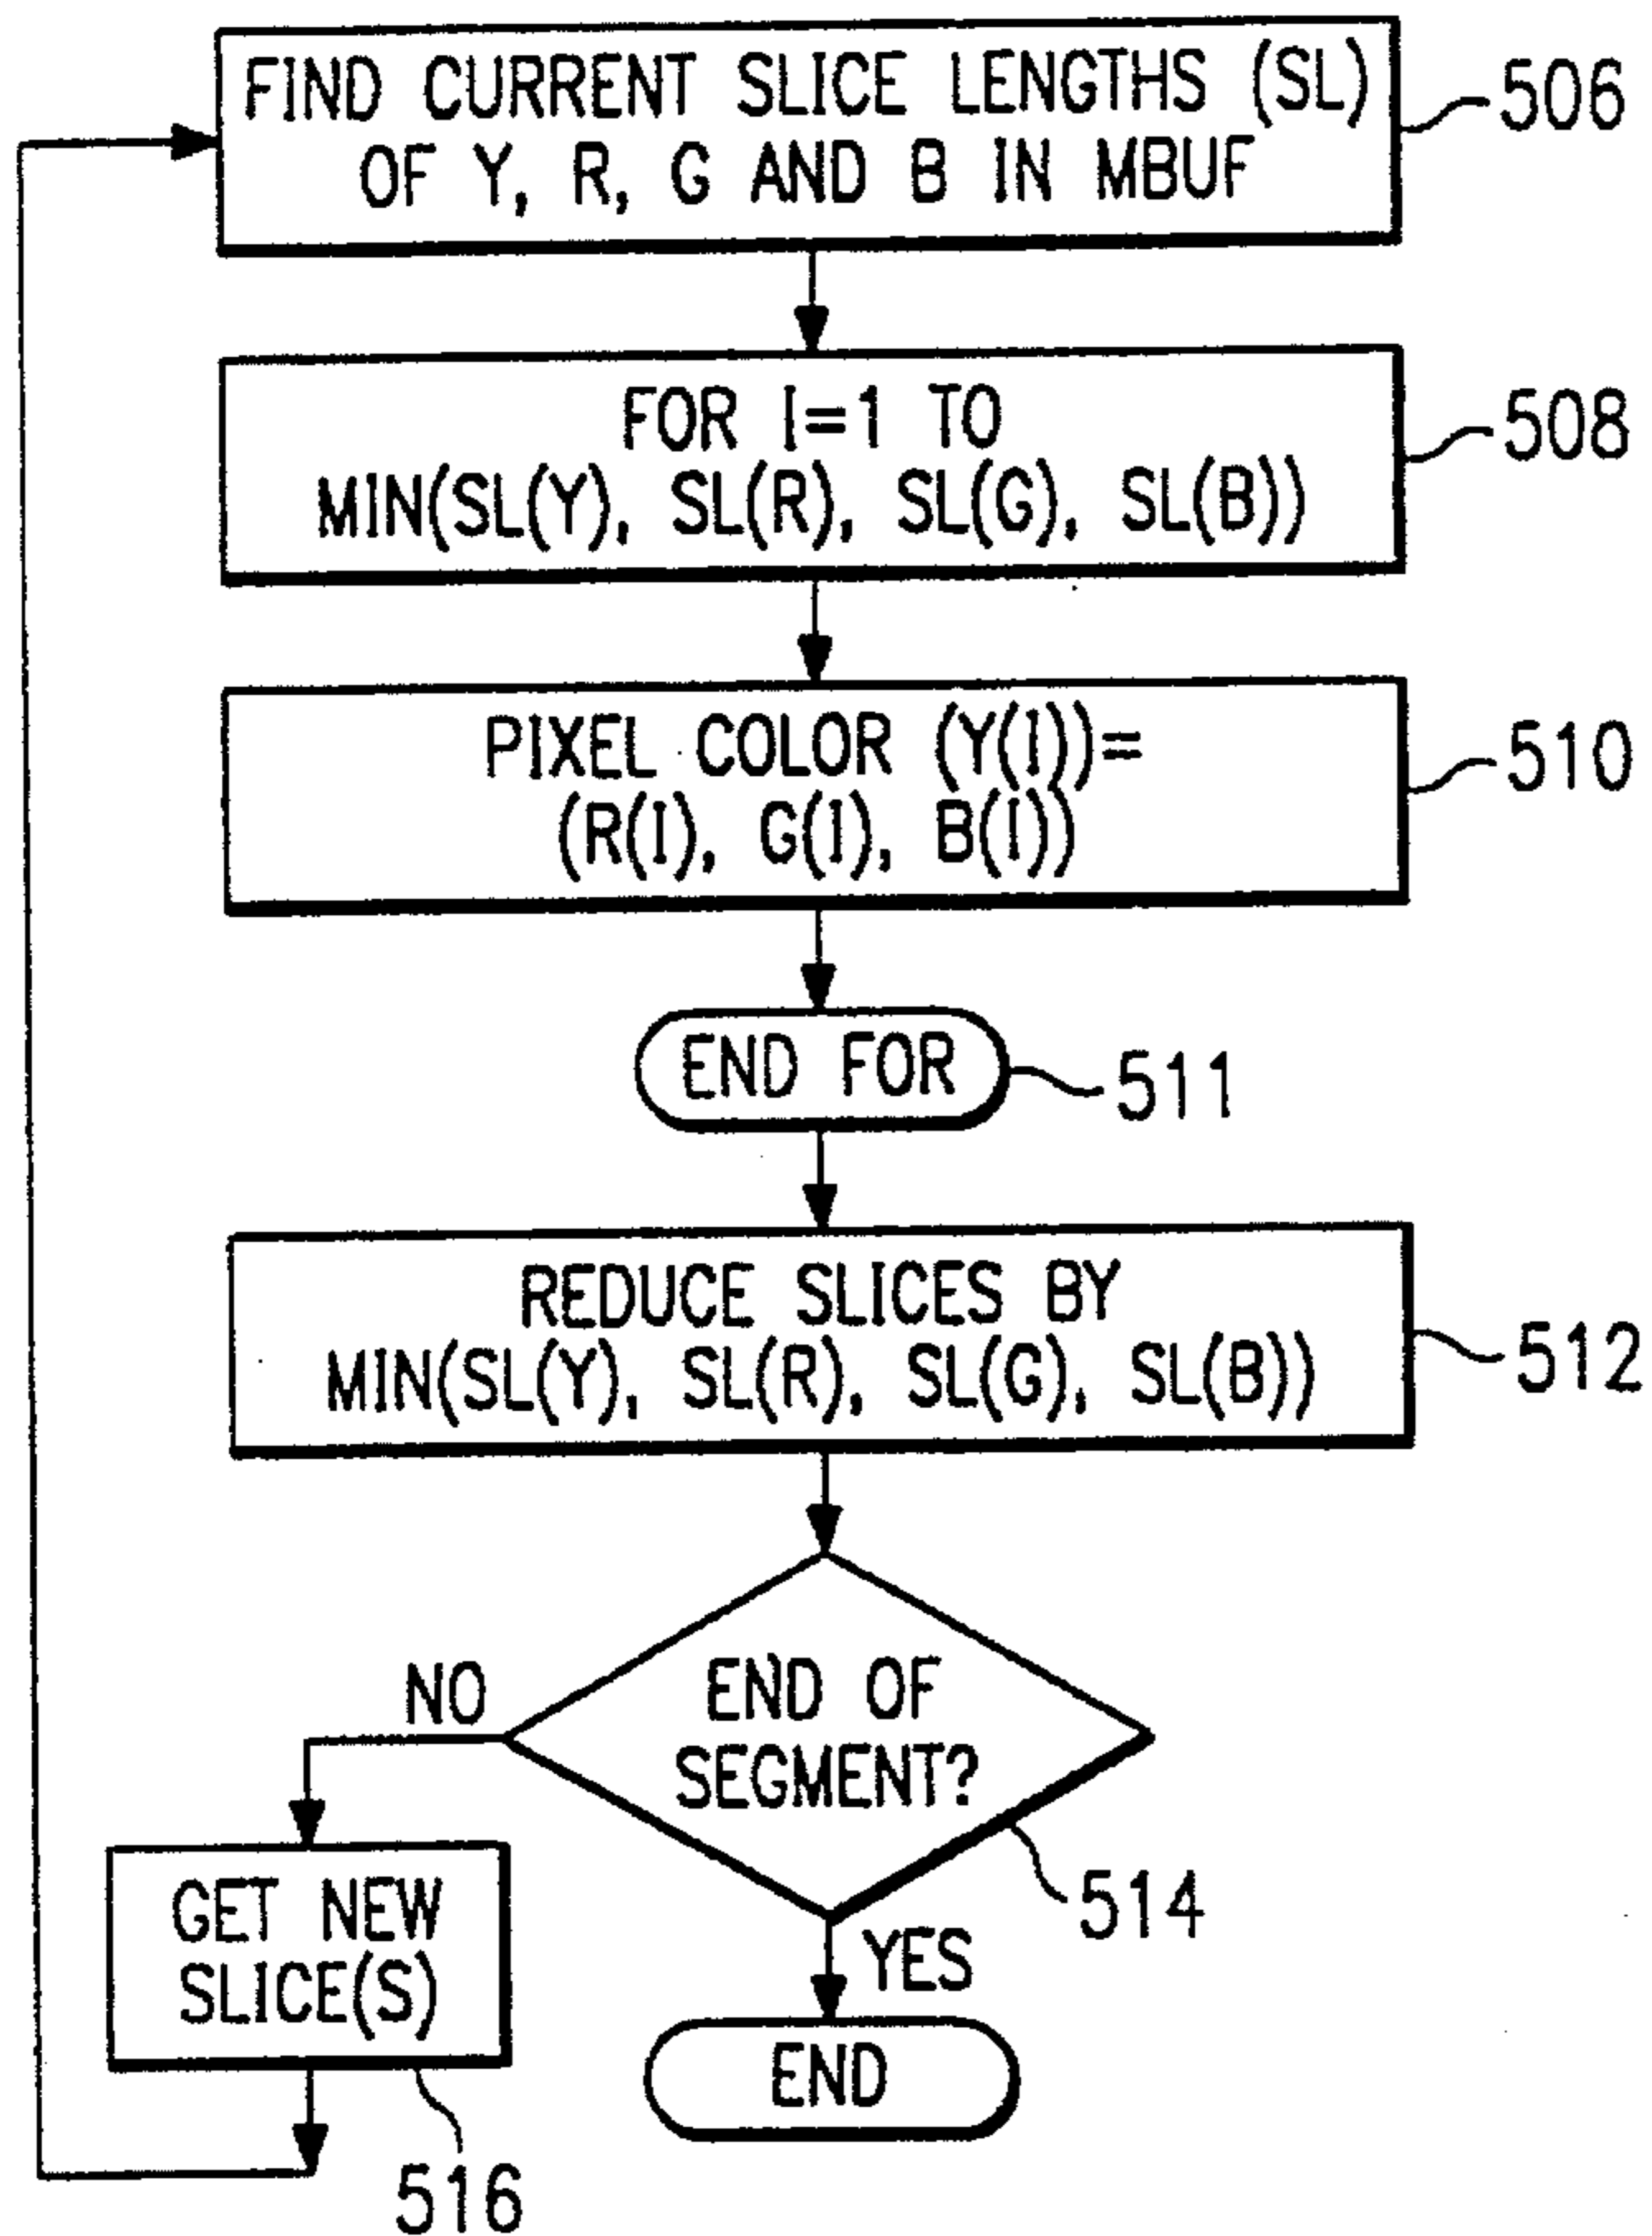 FIND CURRENT SLICE LENGTHS (SL)
OF Y, R, G AND B IN MBUF
506
FOR I=1 TO
MIN(SL(Y), SL(R), SL(G), SL(B))
508
PIXEL COLOR (Y(I))=
(R(I), G(I), B(I))
510
END FOR
511
REDUCE SLICES BY
MIN(SL(Y), SL(R), SL(G), SL(B))
512
END OF
SEGMENT?
514
NO
GET NEW
SLICE(S)
516
YES
END